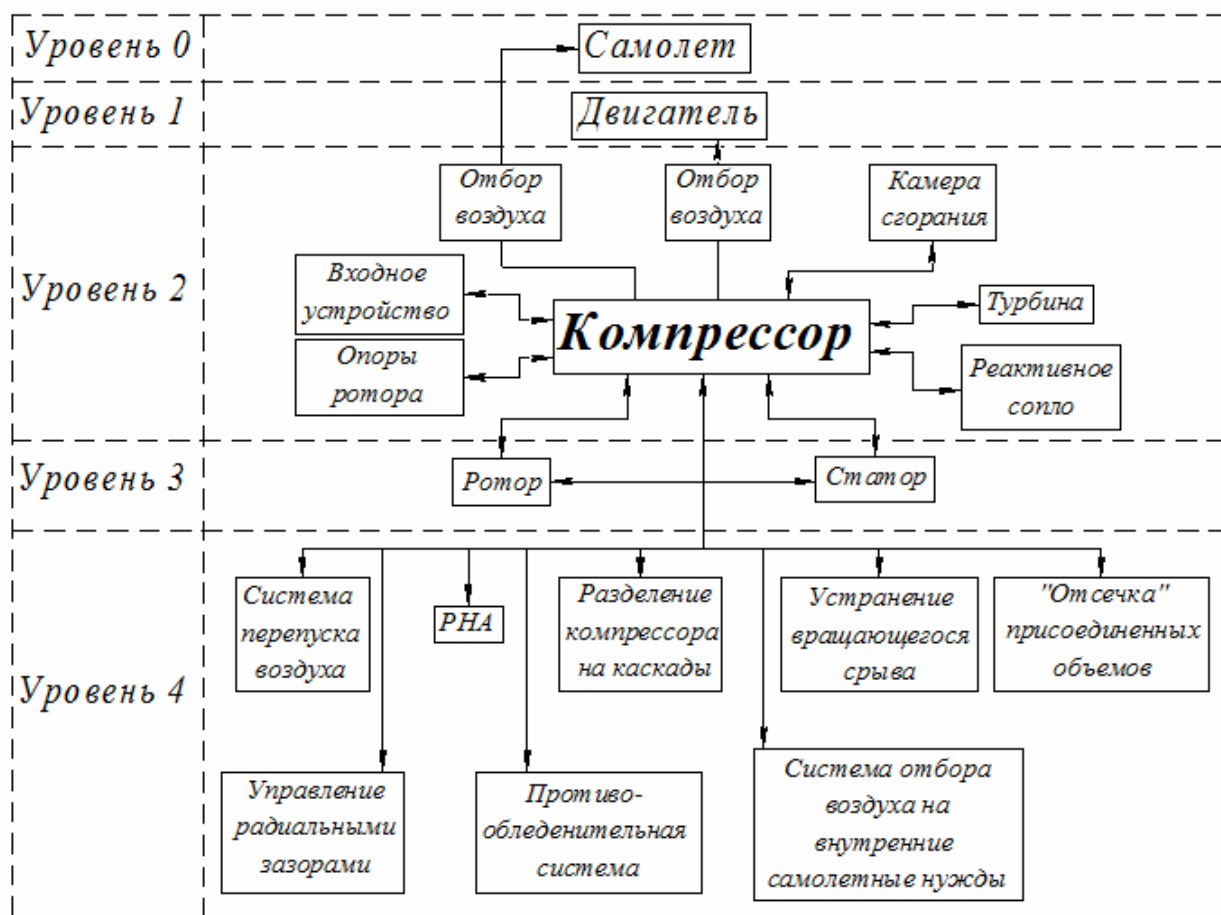 Уровень 0
Самолет
Уровень 1
Двигатель
Уровень 2
Отбор
воздуха
Отбор
воздуха
Камера
сгорания
Входное
устройство
Компрессор
Турбина
Опоры
ротора
Реактивное
сопло
Уровень 3
Ротор
Статор
Уровень 4
Система
перепуска
воздуха
РНА
Разделение
компрессора
на каскады
Устранение
вращающегося
срыва
"Отсечка"
присоединенных
объемов
Управление
радиальными
зазорами
Противо-
обледенительная
система
Система отбора
воздуха на
внутренние
самолетные нужды